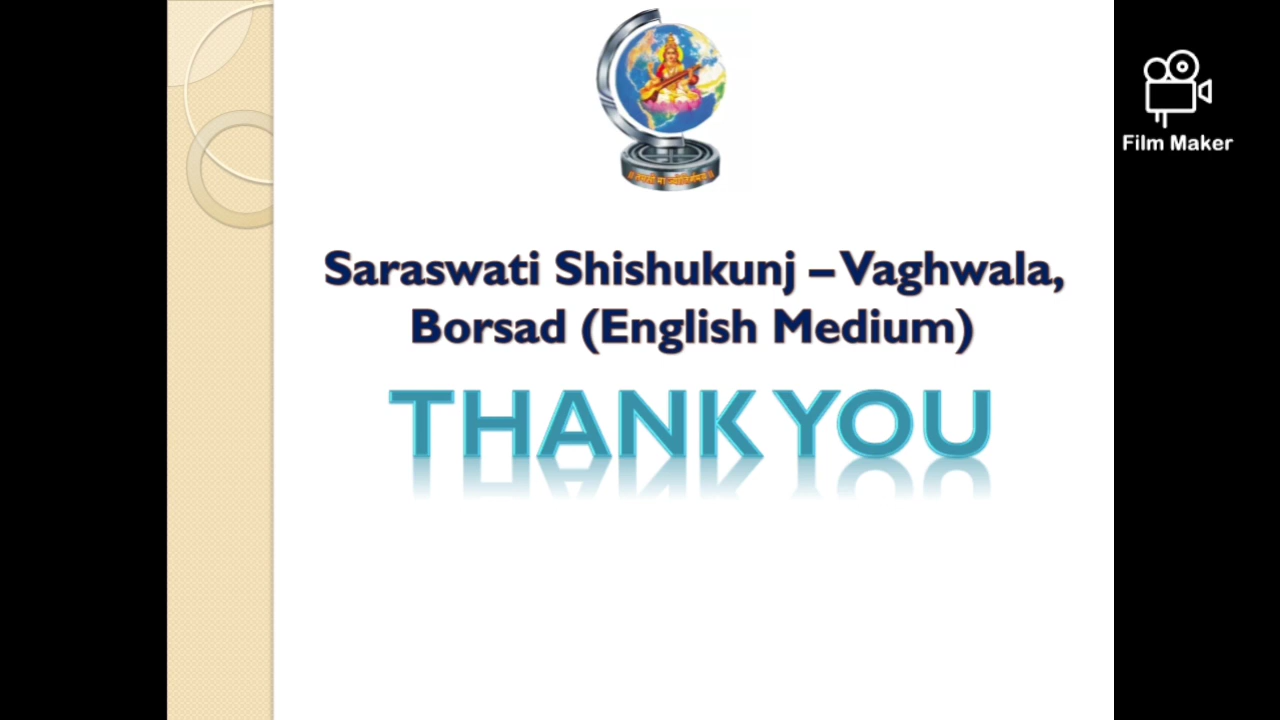 Film Maker
Saraswati Shishukunj – Vaghwala,
Borsad (English Medium)
THANK YOU